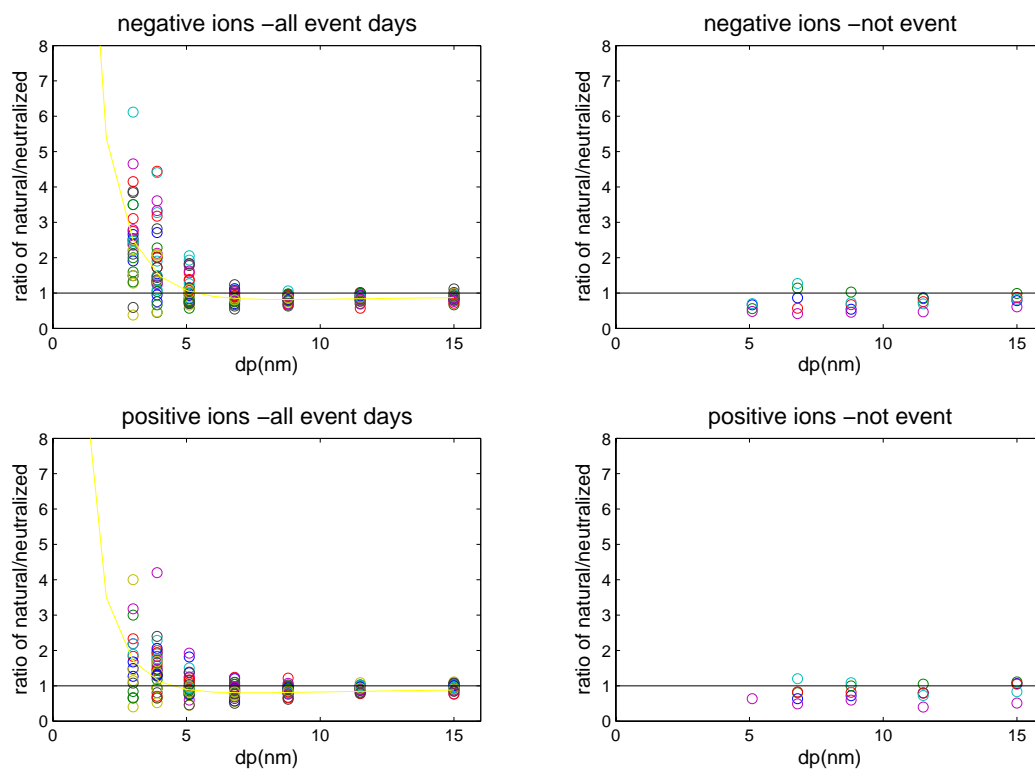 negative ions –all event days
8
7
6
5
4
3
2
1
0
ratio of natural/neutralized
0 5 10 15
dp(nm)
negative ions –not event
8
7
6
5
4
3
2
1
0
ratio of natural/neutralized
0 5 10 15
dp(nm)
positive ions –all event days
8
7
6
5
4
3
2
1
0
ratio of natural/neutralized
0 5 10 15
dp(nm)
positive ions –not event
8
7
6
5
4
3
2
1
0
ratio of natural/neutralized
0 5 10 15
dp(nm)